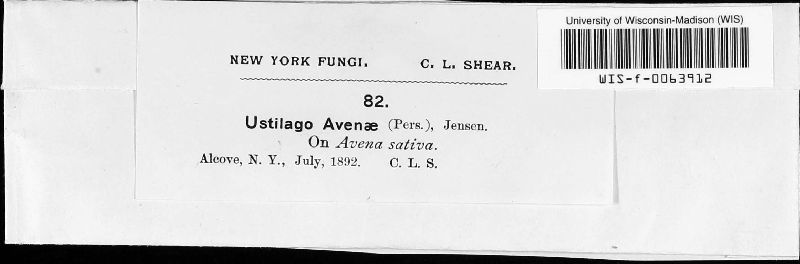 University of Wisconsin-Madison (WIS)
WIS-f-0063912
NEW YORK FUNGI. C. L. SHEAR.
82.
Ustilago Avenæ (Pers.), Jensen.
On Avena sativa.
Alcove, N. Y., July, 1892. C. L. S.